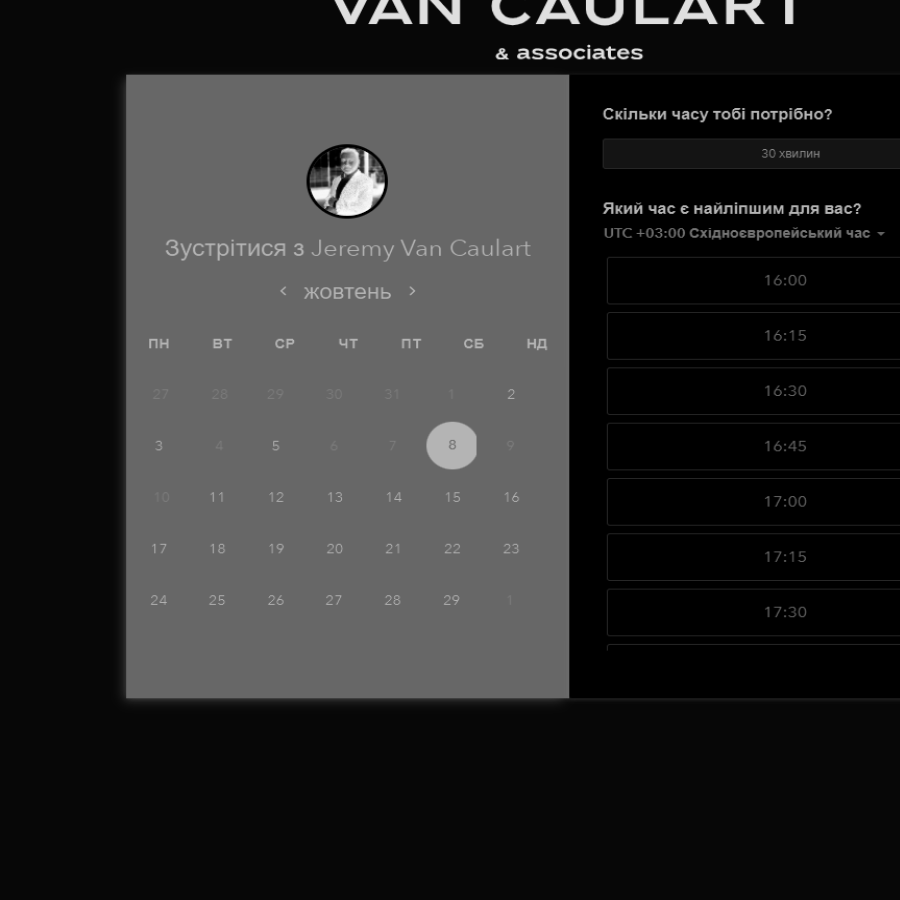 VAN CAULART
& associates
Зустрітися з Jeremy Van Caulart
< жовтень >
ПН ВТ СР ЧТ ПТ СБ НД
27 28 29 30 31 1 2
3 4 5 6 7 8 9
10 11 12 13 14 15 16
17 18 19 20 21 22 23
24 25 26 27 28 29 1
Скільки часу тобі потрібно?
30 хвилин
Який час є найліпшим для вас?
UTC +03:00 Східноєвропейський час
16:00
16:15
16:30
16:45
17:00
17:15
17:30